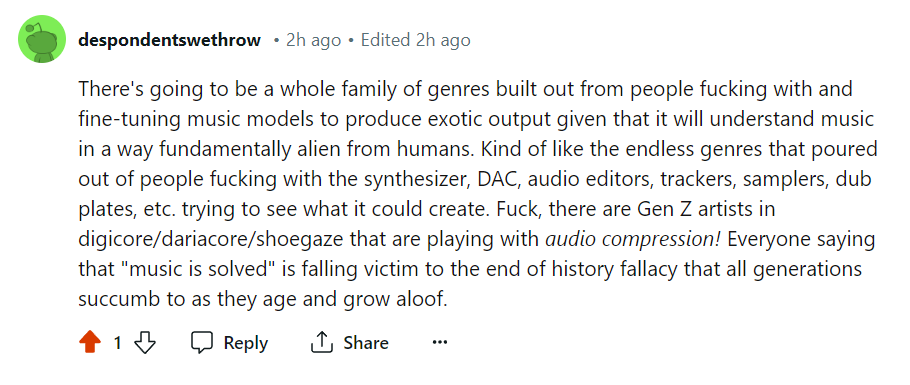 despondentswethrow • 2h ago • Edited 2h ago
There's going to be a whole family of genres built out from people fucking with and
fine-tuning music models to produce exotic output given that it will understand music
in a way fundamentally alien from humans. Kind of like the endless genres that poured
out of people fucking with the synthesizer, DAC, audio editors, trackers, samplers, dub
plates, etc. trying to see what it could create. Fuck, there are Gen Z artists in
digicore/dariacore/shoegaze that are playing with audio compression! Everyone saying
that "music is solved" is falling victim to the end of history fallacy that all generations
succumb to as they age and grow aloof.
1 Reply Share ...